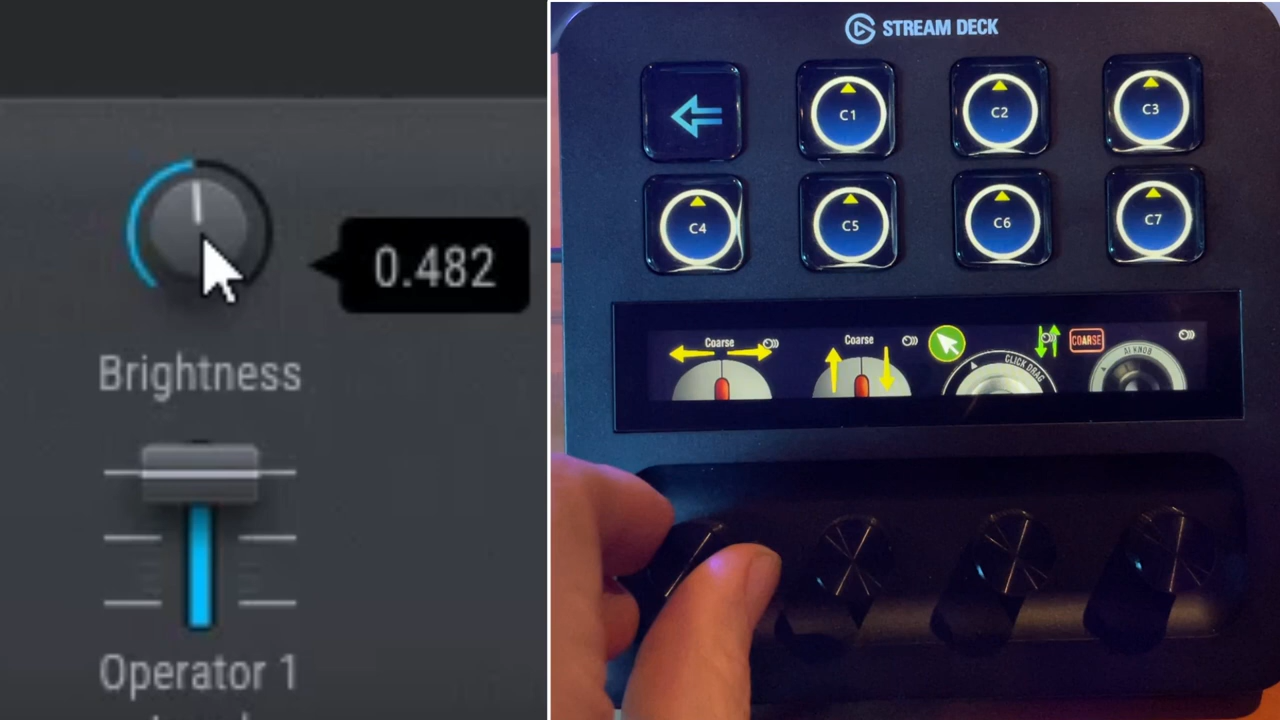 0.482
Brightness
Operator 1
STREAM DECK
C1
C2
C3
C4
C5
C6
C7
Coarse
Coarse
CLICK DRAG
COARSE
AI KNOB